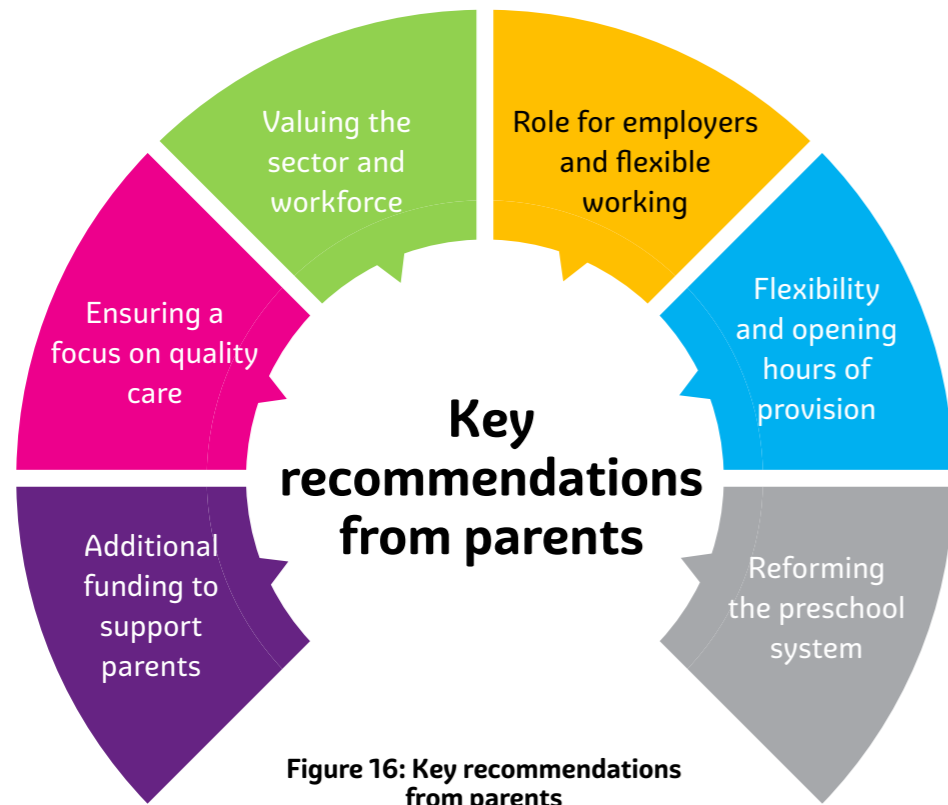 Valuing the
sector and
workforce
Role for employers
and flexible
working
Ensuring a
focus on quality
care
Flexibility
and opening
hours of
provision
Key
recommendations
from parents
Additional
funding to
support
parents
Reforming
the preschool
system
Figure 16: Key recommendations
from parents